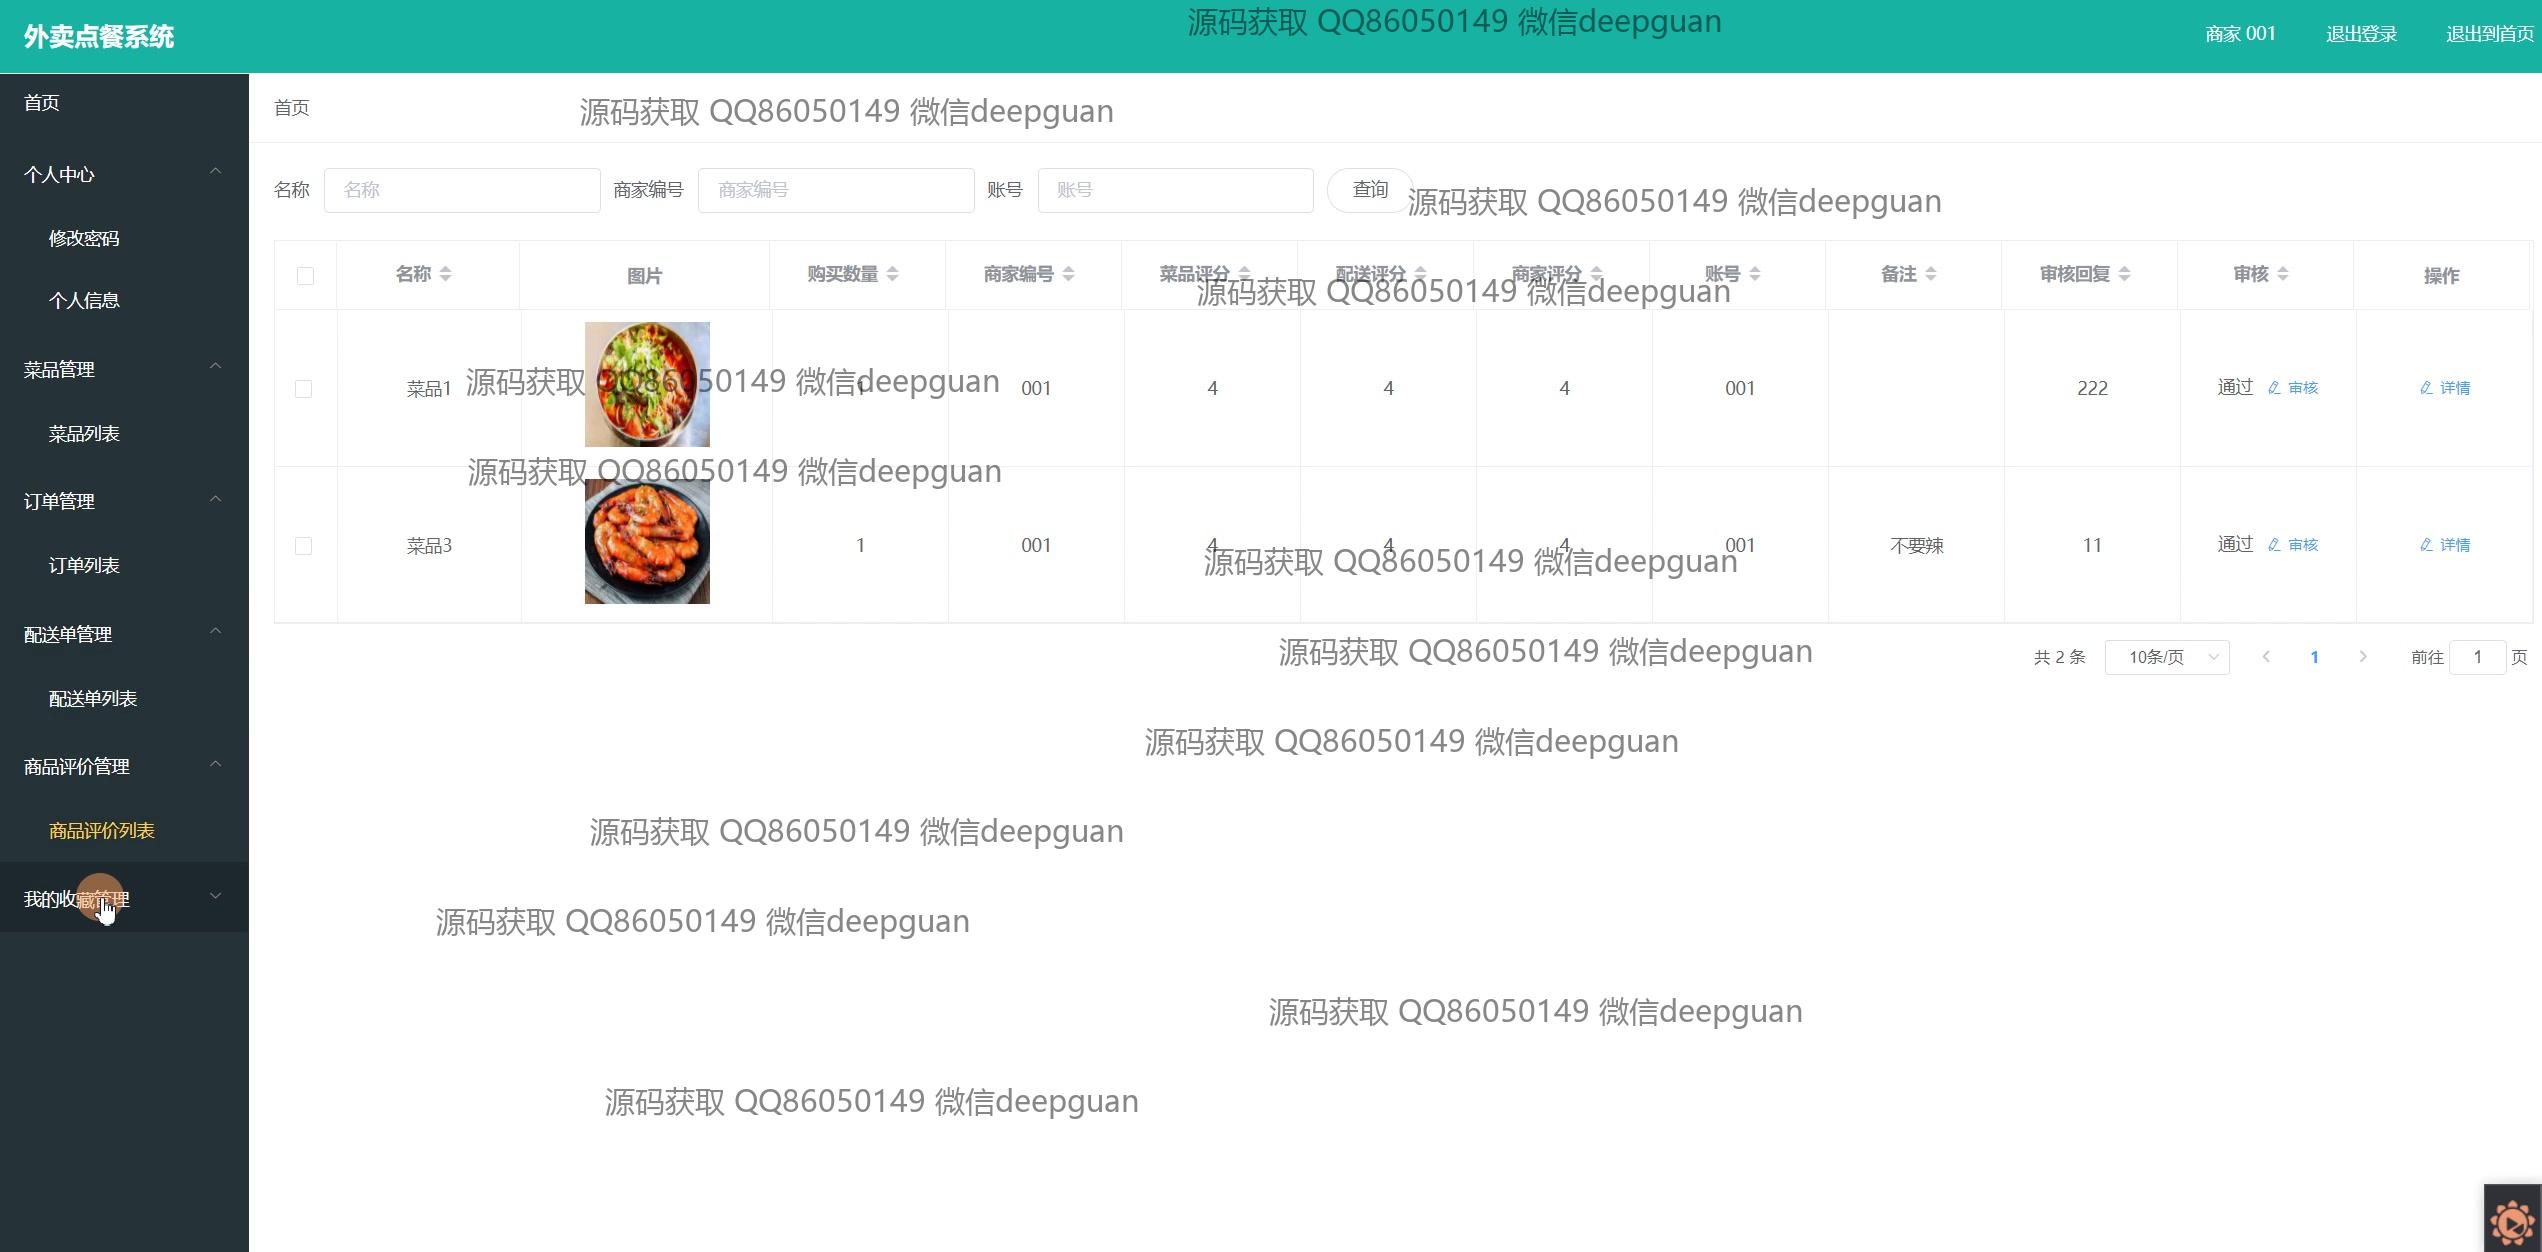 外卖点餐系统
源码获取 QQ86050149 微信deepguan
商家 001 退出登录 退出到首页
首页
首页
源码获取 QQ86050149 微信deepguan
个人中心
修改密码
个人信息
菜品管理
菜品列表
订单管理
订单列表
配送单管理
配送单列表
商品评价管理
商品评价列表
我的收藏管理
名称 名称 商家编号 商家编号 账号 账号 查询
源码获取 QQ86050149 微信deepguan
名称 图片 购买数量 商家编号 菜品评分 配送评分 商家评分 账号 备注 审核回复 审核 操作
源码获取 QQ86050149 微信deepguan
菜品1 1 001 4 4 4 001 222 通过 审核 详情
源码获取 QQ86050149 微信deepguan
源码获取 QQ86050149 微信deepguan
菜品3 1 001 4 4 4 001 不要辣 11 通过 审核 详情
源码获取 QQ86050149 微信deepguan
源码获取 QQ86050149 微信deepguan
共 2 条 10条/页 1 前往 1 页
源码获取 QQ86050149 微信deepguan
源码获取 QQ86050149 微信deepguan
源码获取 QQ86050149 微信deepguan
源码获取 QQ86050149 微信deepguan
源码获取 QQ86050149 微信deepguan